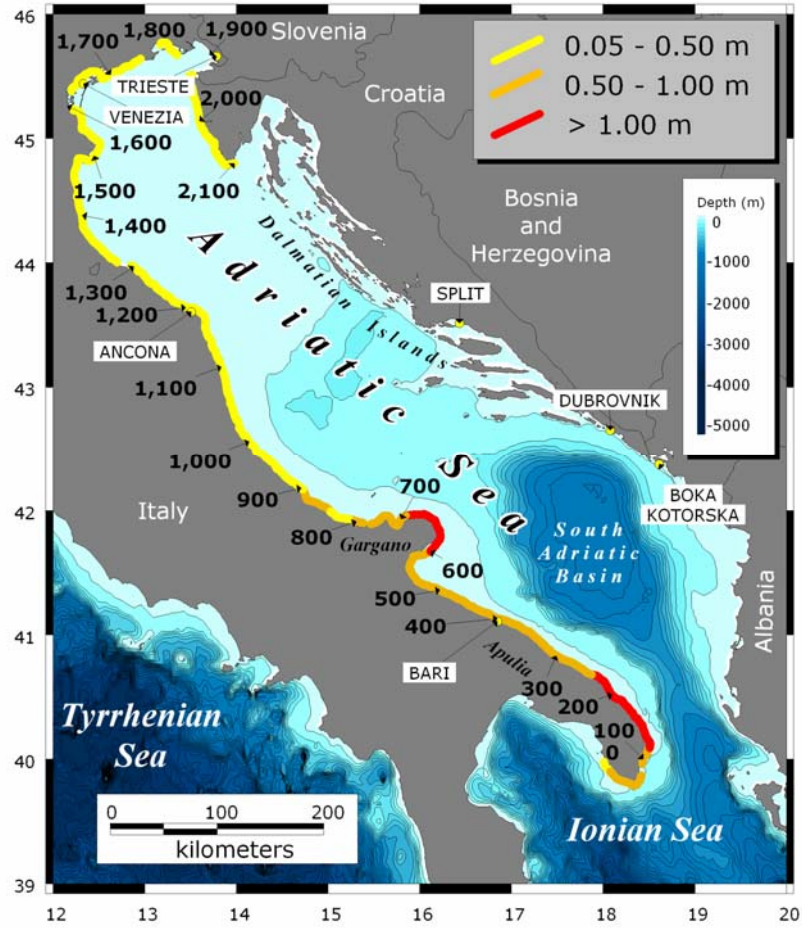 46
45
44
43
42
41
40
39
12
13
14
15
16
17
18
19
20
0.05 - 0.50 m
0.50 - 1.00 m
> 1.00 m
Depth (m)
0
-1000
-2000
-3000
-4000
-5000
Slovenia
Croatia
Bosnia
and
Herzegovina
Italy
Albania
1,700
1,800
1,900
TRIESTE
VENEZIA
2,000
1,600
2,100
1,500
1,400
1,300
1,200
ANCONA
1,100
1,000
900
800
700
600
500
400
300
200
100
0
Adriatic
Sea
Dalmatian
Islands
SPLIT
DUBROVNIK
BOKA
KOTORSKA
South
Adriatic
Basin
Gargano
BARI
Apulia
Tyrrhenian
Sea
Ionian Sea
0 100 200
kilometers